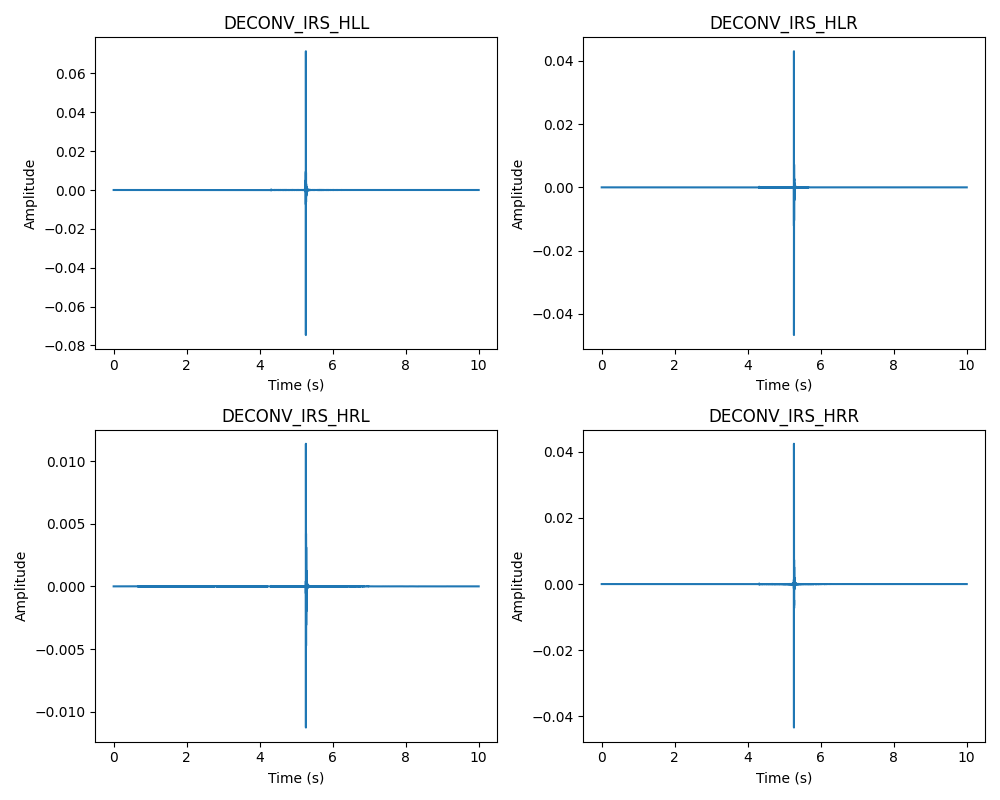 DECONV_IRS_HLL
0.06
0.04
0.02
0.00
−0.02
−0.04
−0.06
−0.08
Amplitude
0 2 4 6 8 10
Time (s)
DECONV_IRS_HLR
0.04
0.02
0.00
−0.02
−0.04
Amplitude
0 2 4 6 8 10
Time (s)
DECONV_IRS_HRL
0.010
0.005
0.000
−0.005
−0.010
Amplitude
0 2 4 6 8 10
Time (s)
DECONV_IRS_HRR
0.04
0.02
0.00
−0.02
−0.04
Amplitude
0 2 4 6 8 10
Time (s)